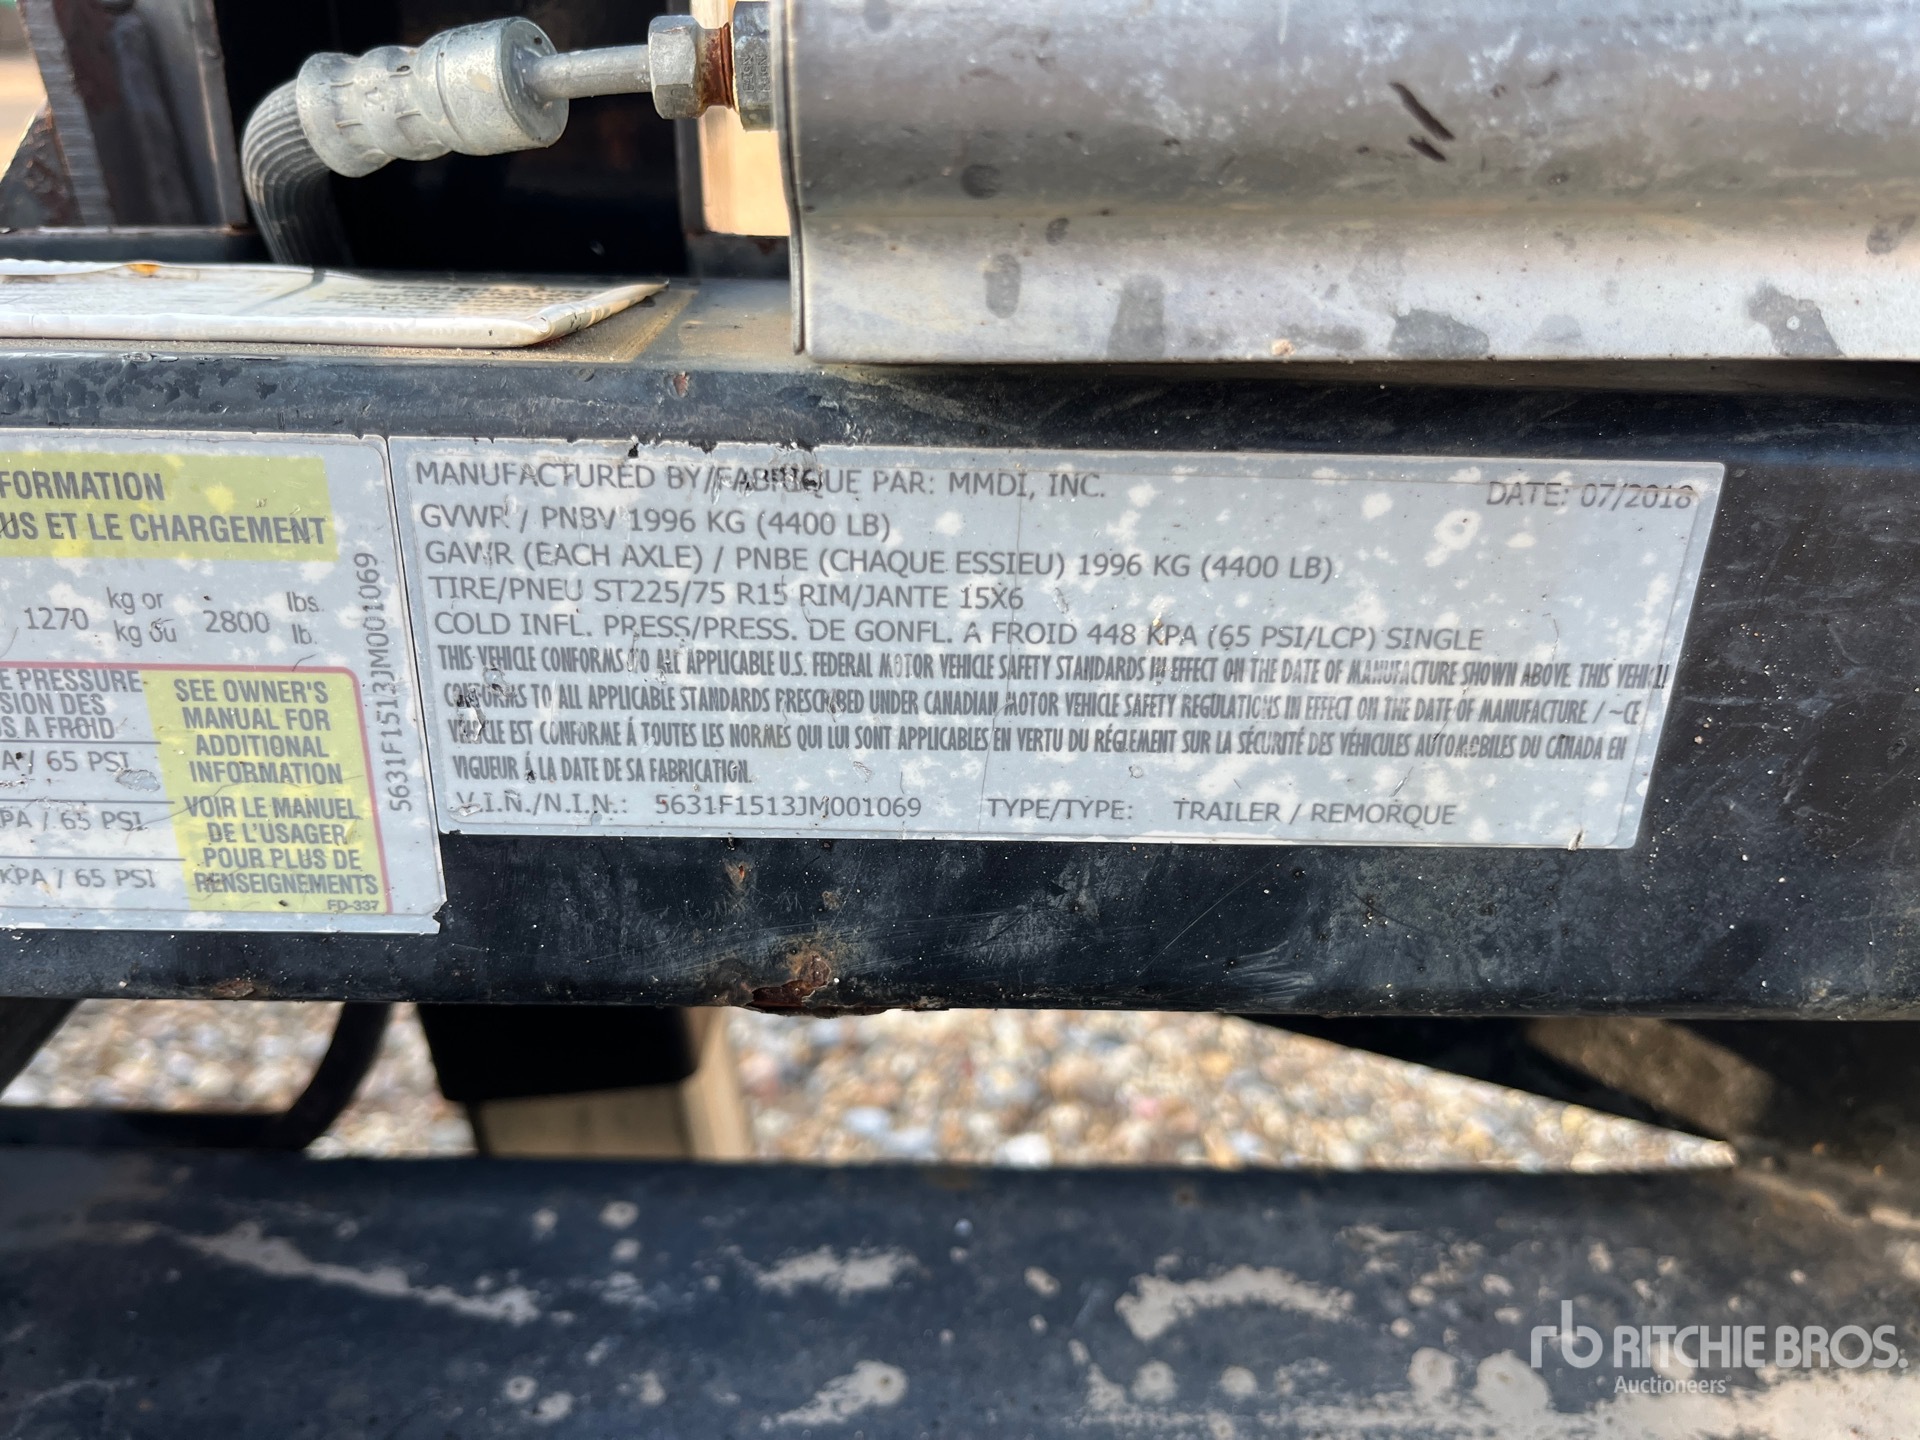 FORMATION
US ET LE CHARGEMENT
1270 kg or kg ou 2800 lbs. lb.
E PRESSURE
SION DES
S A FROID
A / 65 PSI
PA / 65 PSI
KPA / 65 PSI
SEE OWNER'S
MANUAL FOR
ADDITIONAL
INFORMATION
VOIR LE MANUEL
DE L'USAGER
POUR PLUS DE
RENSEIGNEMENTS
FD-337
5631F1513JM001069
MANUFACTURED BY/FABRIQUE PAR: MMDI, INC.
DATE: 07/2018
GVWR / PNBV 1996 KG (4400 LB)
GAWR (EACH AXLE) / PNBE (CHAQUE ESSIEU) 1996 KG (4400 LB)
TIRE/PNEU ST225/75 R15 RIM/JANTE 15X6
COLD INFL. PRESS/PRESS. DE GONFL. A FROID 448 KPA (65 PSI/LCP) SINGLE
THIS VEHICLE CONFORMS TO ALL APPLICABLE U.S. FEDERAL MOTOR VEHICLE SAFETY STANDARDS IN EFFECT ON THE DATE OF MANUFACTURE SHOWN ABOVE. THIS VEHICLE
CONFORMS TO ALL APPLICABLE STANDARDS PRESCRIBED UNDER CANADIAN MOTOR VEHICLE SAFETY REGULATIONS IN EFFECT ON THE DATE OF MANUFACTURE. / ~CE
VEHICLE EST CONFORME À TOUTES LES NORMES QUI LUI SONT APPLICABLES EN VERTU DU RÉGLEMENT SUR LA SÉCURITÉ DES VÉHICULES AUTOMOBILES DU CANADA EN
VIGUEUR À LA DATE DE SA FABRICATION.
V.I.N./N.I.N.: 5631F1513JM001069 TYPE/TYPE: TRAILER / REMORQUE
rb RITCHIE BROS.
Auctioneers